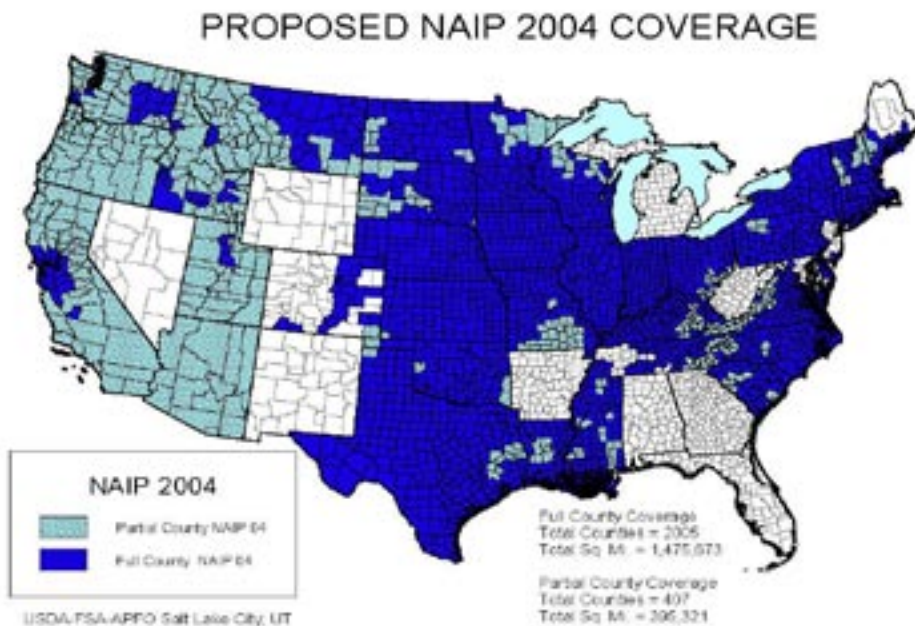 PROPOSED NAIP 2004 COVERAGE
NAIP 2004
Partial County NAIP 04
Full County NAIP 04
USDA-FSA-APFO Salt Lake City, UT
Full County Coverage
Total Counties = 2005
Total Sq. Mi. = 1,475,673
Partial County Coverage
Total Counties = 407
Total Sq. Mi. = 395,321